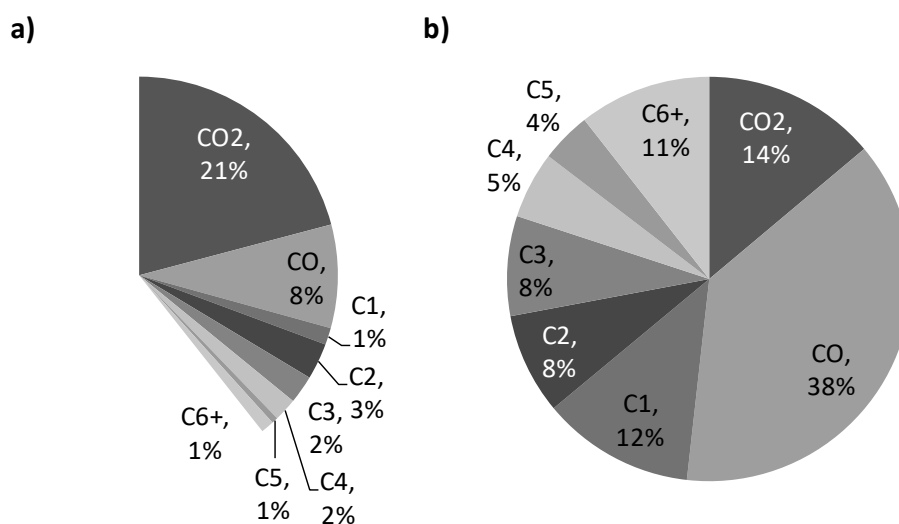 a)
CO2,
21%
CO,
8%
C1,
1%
C2,
3%
C3,
2%
C4,
2%
C5,
1%
C6+,
1%
b)
CO2,
14%
CO,
38%
C1,
12%
C2,
8%
C3,
8%
C4,
5%
C5,
4%
C6+,
11%